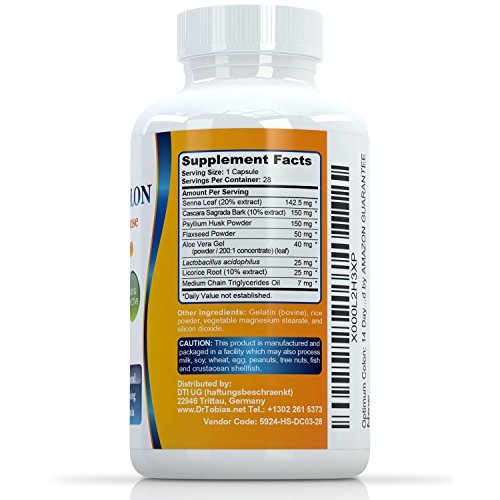 LON
Supplement Facts
Serving Size: 1 Capsule
Servings Per Container: 28
Amount Per Serving
Senna Leaf (20% extract) 142.5 mg *
Cascara Sagrada Bark (10% extract) 150 mg *
Psyllium Husk Powder 150 mg *
Flaxseed Powder 50 mg *
Aloe Vera Gel 40 mg *
(powder / 200:1 concentrate) (leaf)
Lactobacillus acidophilus 25 mg *
Licorice Root (10% extract) 25 mg *
Medium Chain Triglycerides Oil 7 mg *
*Daily Value not established.
Other Ingredients: Gelatin (bovine), rice
powder, vegetable magnesium stearate, and
silicon dioxide.
CAUTION: This product is manufactured and
packaged in a facility which may also process
milk, soy, wheat, egg, peanuts, tree nuts, fish
and crustacean shellfish.
Distributed by:
DTI UG (haftungsbeschraenkt)
22946 Trittau, Germany
www.DrTobias.net Tel.: +1302 261 5373
Vendor Code: 5924-HS-DC03-28
X000L2H3XP
Optimum Colon: 14 Day ...d by AMAZON GUARANTEE
New